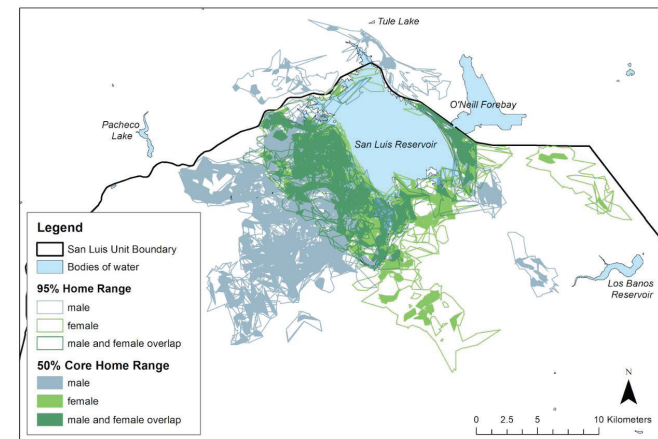 Tule Lake
O'Neill Forebay
Pacheco
Lake
San Luis Reservoir
Legend
San Luis Unit Boundary
Bodies of water
95% Home Range
male
female
male and female overlap
50% Core Home Range
male
female
male and female overlap
Los Banos
Reservoir
N
0 2.5 5 10 Kilometers